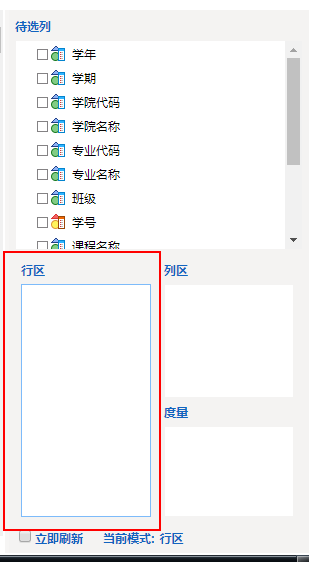 待选列
学年
学期
学院代码
学院名称
专业代码
专业名称
班级
学号
课程名称
行区
列区
度量
立即刷新 当前模式: 行区